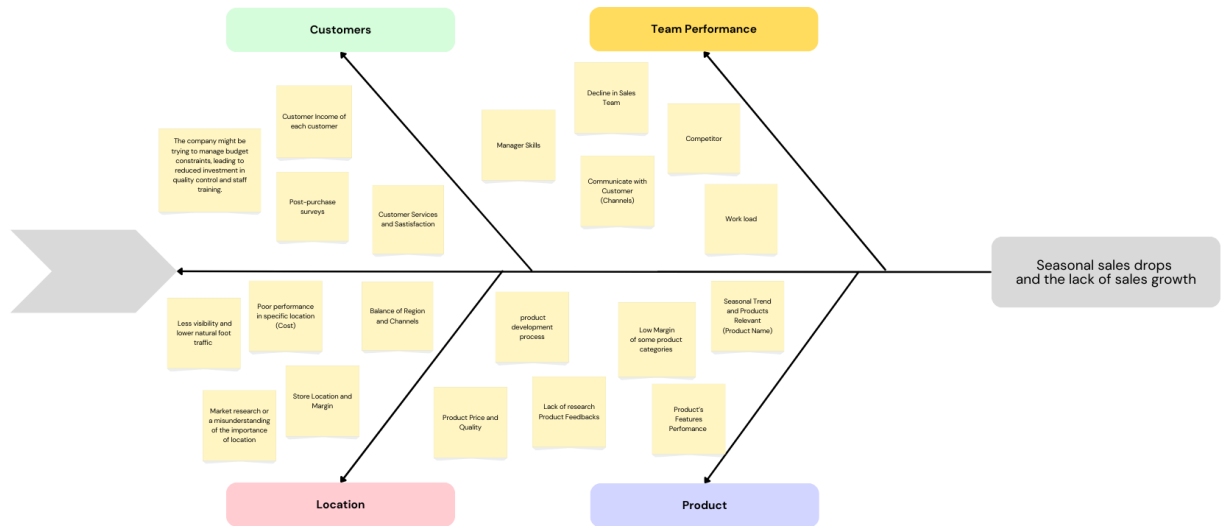 Customers
Team Performance
Decline in Sales
Team
Customer Income of
each customer
Competitor
The company might be
trying to manage budget
constraints, leading to
reduced investment in
quality control and staff
training.
Manager Skills
Communicate with
Customer
(Channels)
Post-purchase
surveys
Customer Services
and Sastisfaction
Work load
Seasonal sales drops
and the lack of sales growth
Less visibility and
lower natural foot
traffic
Poor performance
in specific location
(Cost)
Balance of Region
and Channels
product
development
process
Low Margin
of some product
categories
Seasonal Trend
and Products
Relevant
(Product Name)
Market research or
a misunderstanding
of the importance
of location
Store Location and
Margin
Product Price and
Quality
Lack of research
Product Feedbacks
Product's
Features
Perfomance
Location
Product